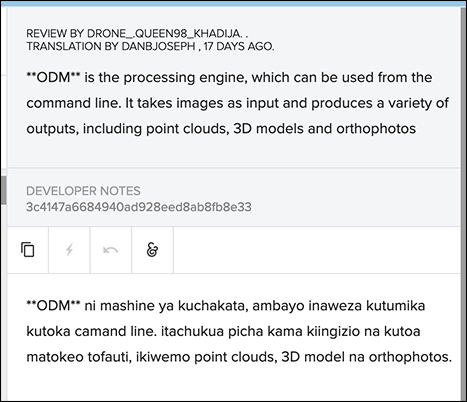 REVIEW BY DRONE_.QUEEN98_KHADIJA. .
TRANSLATION BY DANBJOSEPH , 17 DAYS AGO.
**ODM** is the processing engine, which can be used from the
command line. It takes images as input and produces a variety of
outputs, including point clouds, 3D models and orthophotos
DEVELOPER NOTES
3c4147a6684940ad928eed8ab8fb8e33
**ODM** ni mashine ya kuchakata, ambayo inaweza kutumika
kutoka camand line. itachukua picha kama kiingizio na kutoa
matokeo tofauti, ikiwemo point clouds, 3D model na orthophotos.